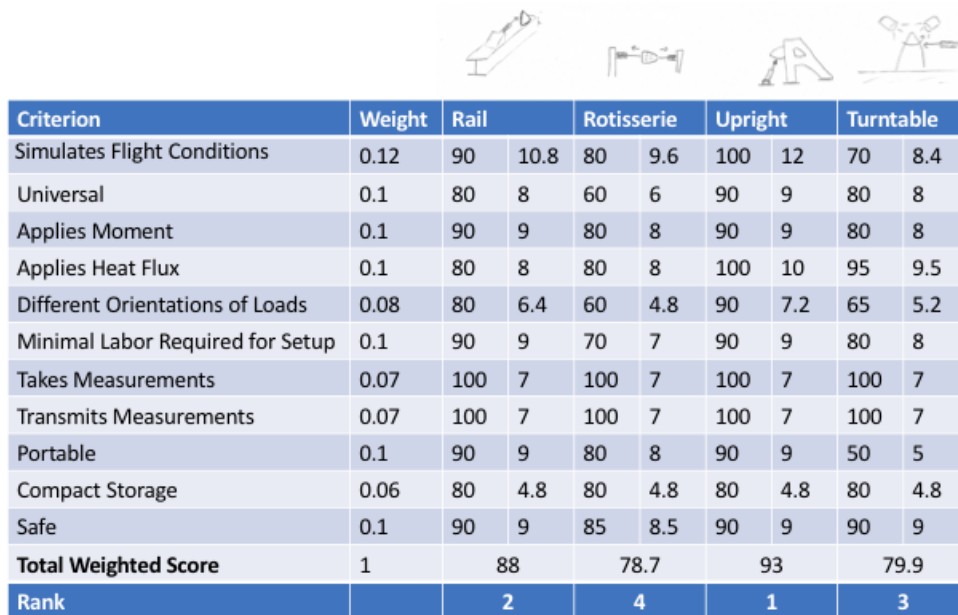 Criterion Weight Rail Rotisserie Upright Turntable
Simulates Flight Conditions 0.12 90 10.8 80 9.6 100 12 70 8.4
Universal 0.1 80 8 60 6 90 9 80 8
Applies Moment 0.1 90 9 80 8 90 9 80 8
Applies Heat Flux 0.1 80 8 80 8 100 10 95 9.5
Different Orientations of Loads 0.08 80 6.4 60 4.8 90 7.2 65 5.2
Minimal Labor Required for Setup 0.1 90 9 70 7 90 9 80 8
Takes Measurements 0.07 100 7 100 7 100 7 100 7
Transmits Measurements 0.07 100 7 100 7 100 7 100 7
Portable 0.1 90 9 80 8 90 9 50 5
Compact Storage 0.06 80 4.8 80 4.8 80 4.8 80 4.8
Safe 0.1 90 9 85 8.5 90 9 90 9
Total Weighted Score 1 88 78.7 93 79.9
Rank 2 4 1 3